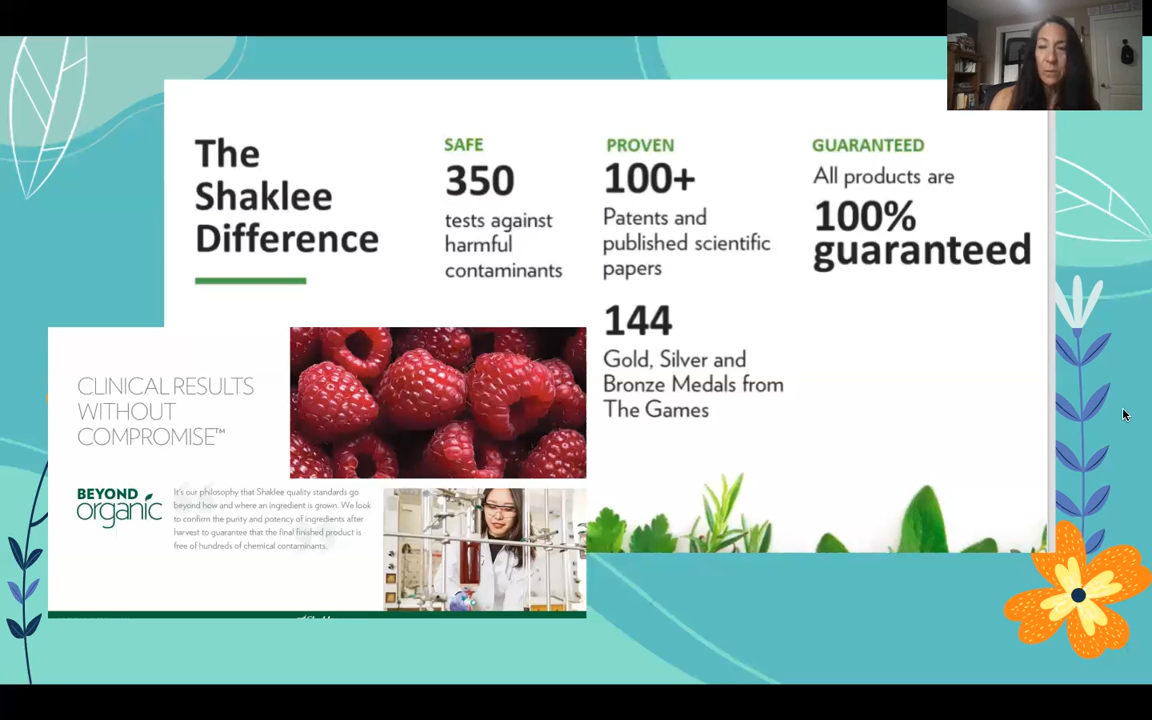 The
Shaklee
Difference
SAFE
350
tests against
harmful
contaminants
PROVEN
100+
Patents and
published scientific
papers
144
Gold, Silver and
Bronze Medals from
The Games
GUARANTEED
All products are
100%
guaranteed
CLINICAL RESULTS
WITHOUT
COMPROMISE™
BEYOND
organic
It's our philosophy that Shaklee quality standards go
beyond how and where an ingredient is grown. We look
to confirm the purity and potency of ingredients after
harvest to guarantee that the final finished product is
free of hundreds of chemical contaminants.